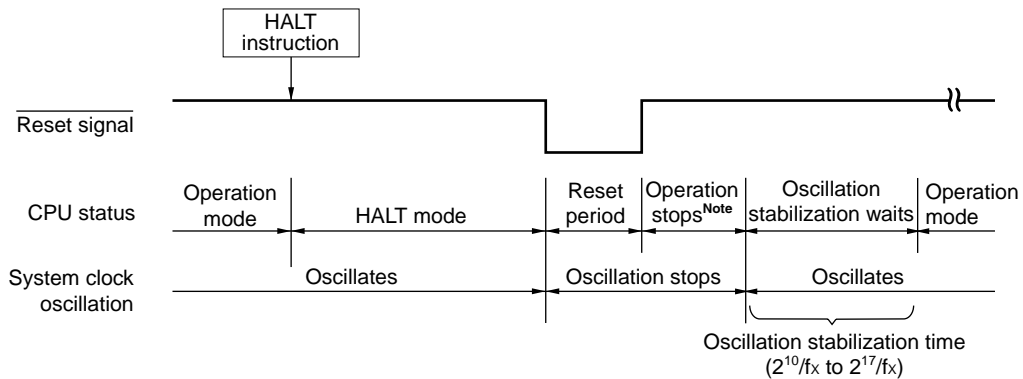 HALT
instruction
Reset signal
CPU status
Operation
mode
HALT mode
Reset
period
Operation
stopsNote
Oscillation
stabilization waits
Operation
mode
System clock
oscillation
Oscillates
Oscillation stops
Oscillates
Oscillation stabilization time
(2¹⁰/fx to 2¹⁷/fx)